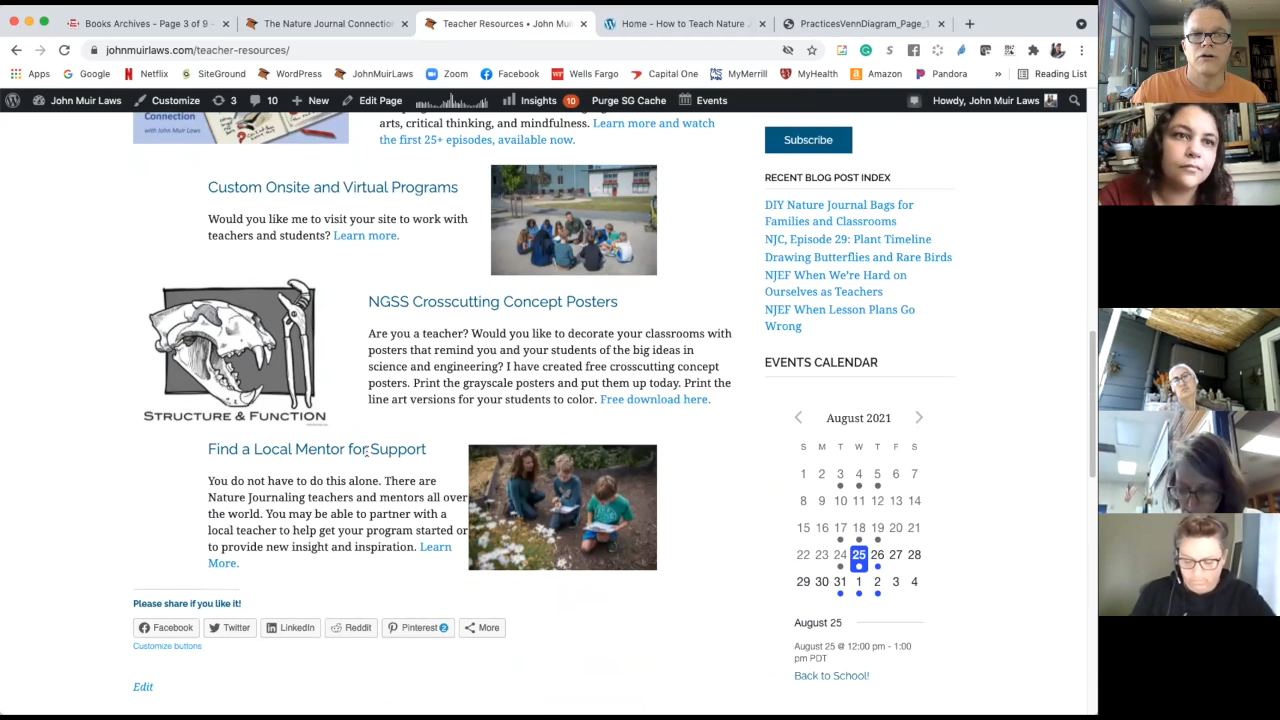 Books Archives - Page 3 of 9 -
The Nature Journal Connection
Teacher Resources • John Mui
Home - How to Teach Nature J
PracticesVennDiagram_Page_1
johnmuirlaws.com/teacher-resources/
Apps
Google
Netflix
SiteGround
WordPress
JohnMuirLaws
Zoom
Facebook
Wells Fargo
Capital One
MyMerrill
MyHealth
Amazon
Pandora
»
Reading List
John Muir Laws
Customize
3
10
New
Edit Page
Insights 10
Purge SG Cache
Events
Howdy, John Muir Laws
Connection
with John Muir Laws
arts, critical thinking, and mindfulness. Learn more and watch
the first 25+ episodes, available now.
Custom Onsite and Virtual Programs
Would you like me to visit your site to work with
teachers and students? Learn more.
STRUCTURE & FUNCTION
NGSS Crosscutting Concept Posters
Are you a teacher? Would you like to decorate your classrooms with
posters that remind you and your students of the big ideas in
science and engineering? I have created free crosscutting concept
posters. Print the grayscale posters and put them up today. Print the
line art versions for your students to color. Free download here.
Find a Local Mentor for Support
You do not have to do this alone. There are
Nature Journaling teachers and mentors all over
the world. You may be able to partner with a
local teacher to help get your program started or
to provide new insight and inspiration. Learn
More.
Please share if you like it!
Facebook
Twitter
LinkedIn
Reddit
Pinterest 2
More
Customize buttons
Edit
Subscribe
RECENT BLOG POST INDEX
DIY Nature Journal Bags for
Families and Classrooms
NJC, Episode 29: Plant Timeline
Drawing Butterflies and Rare Birds
NJEF When We're Hard on
Ourselves as Teachers
NJEF When Lesson Plans Go
Wrong
EVENTS CALENDAR
August 2021
S M T W T F S
1 2 3 4 5 6 7
8 9 10 11 12 13 14
15 16 17 18 19 20 21
22 23 24 25 26 27 28
29 30 31 1 2 3 4
August 25
August 25 @ 12:00 pm - 1:00
pm PDT
Back to School!